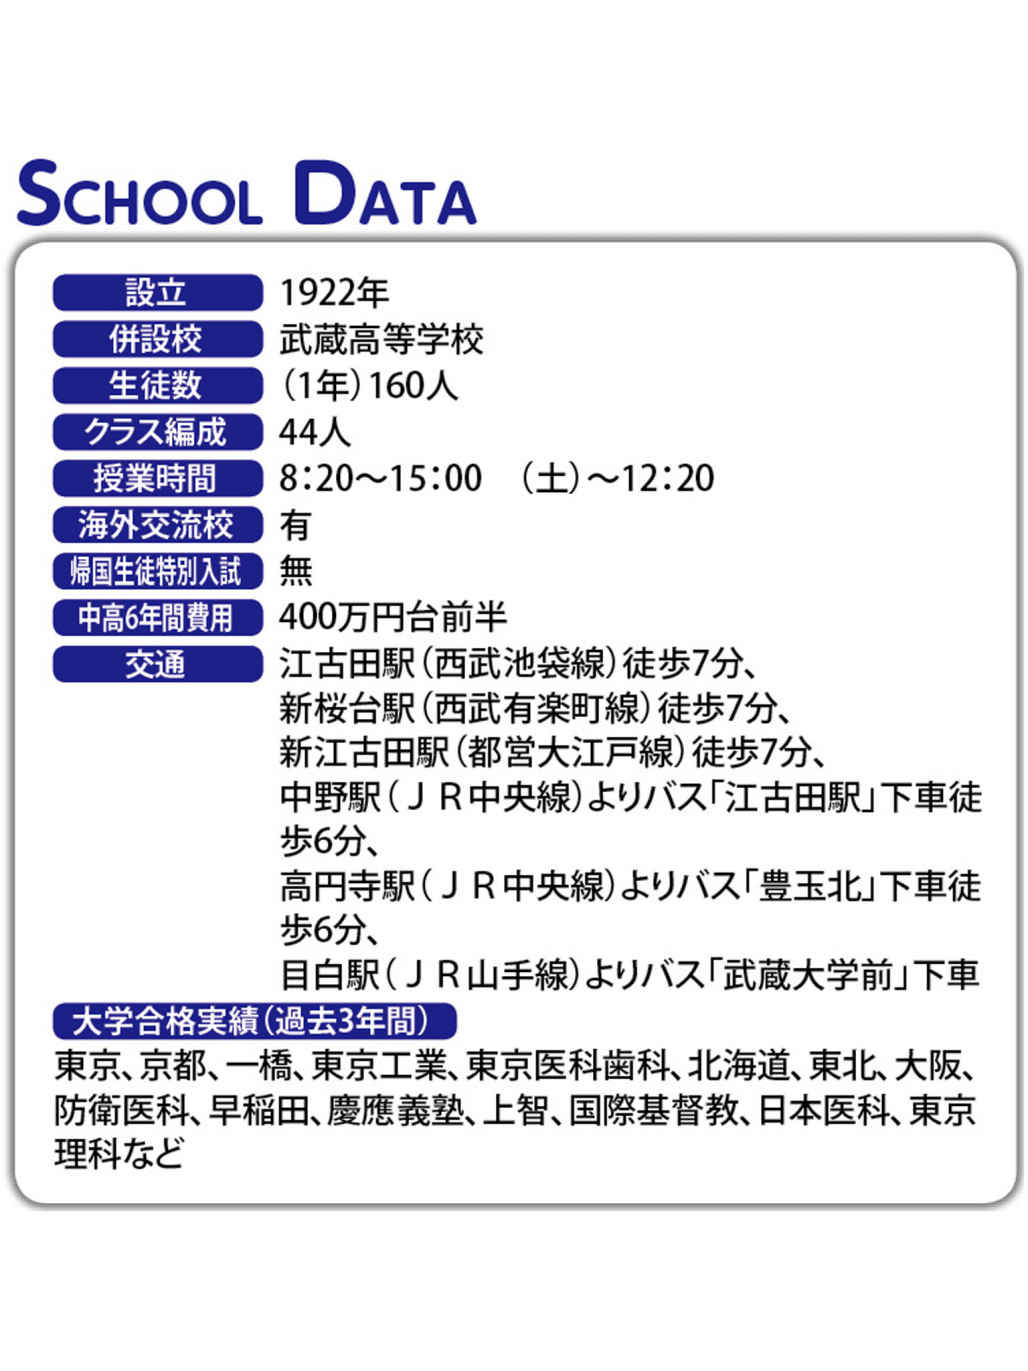 SCHOOL DATA
設立 1922年
併設校 武蔵高等学校
生徒数 (1年)160人
クラス編成 44人
授業時間 8:20～15:00 (土)～12:20
海外交流校 有
帰国生徒特別入試 無
中高6年間費用 400万円台前半
交通 江古田駅(西武池袋線)徒歩7分、
新桜台駅(西武有楽町線)徒歩7分、
新江古田駅(都営大江戸線)徒歩7分、
中野駅(ＪＲ中央線)よりバス「江古田駅」下車徒
歩6分、
高円寺駅(ＪＲ中央線)よりバス「豊玉北」下車徒
歩6分、
目白駅(ＪＲ山手線)よりバス「武蔵大学前」下車
大学合格実績(過去3年間)
東京、京都、一橋、東京工業、東京医科歯科、北海道、東北、大阪、
防衛医科、早稲田、慶應義塾、上智、国際基督教、日本医科、東京
理科など